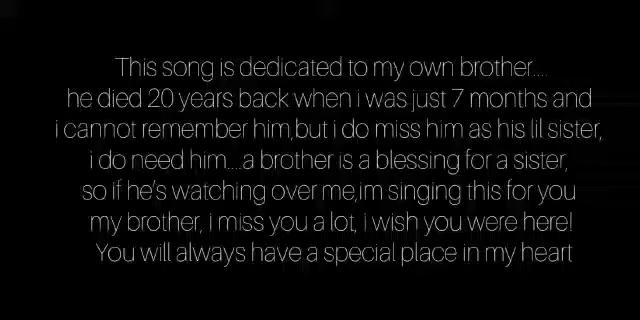 This song is dedicated to my own brother....
he died 20 years back when i was just 7 months and
i cannot remember him,but i do miss him as his lil sister,
i do need him....a brother is a blessing for a sister,
so if he's watching over me,im singing this for you
my brother, i miss you a lot, i wish you were here!
You will always have a special place in my heart